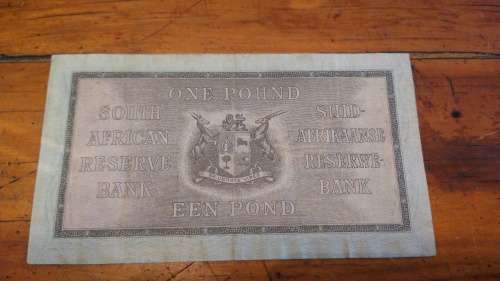 ONE POUND
SOUTH
AFRICAN
RESERVE
BANK
SUID-
AFRIKAANSE
RESERWE-
BANK
EEN POND